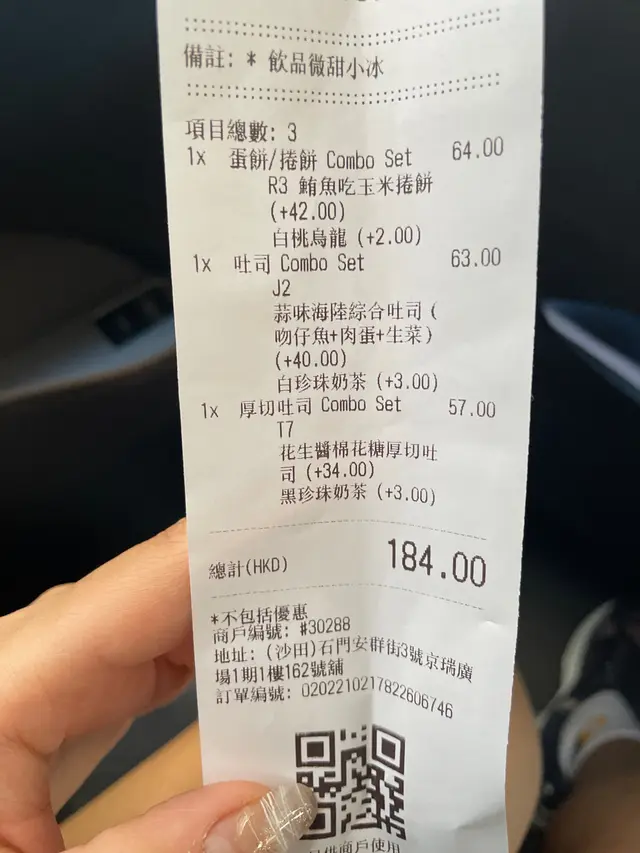 備註: * 飲品微甜小冰
項目總數: 3
1x 蛋餅/捲餅 Combo Set 64.00
R3 鮪魚吃玉米捲餅
(+42.00)
白桃烏龍 (+2.00)
1x 吐司 Combo Set 63.00
J2
蒜味海陸綜合吐司 (
吻仔魚+肉蛋+生菜)
(+40.00)
白珍珠奶茶 (+3.00)
1x 厚切吐司 Combo Set 57.00
T7
花生醬棉花糖厚切吐
司 (+34.00)
黑珍珠奶茶 (+3.00)
總計(HKD) 184.00
*不包括優惠
商戶編號: #30288
地址: (沙田)石門安群街3號京瑞廣
場1期1樓162號舖
訂單編號: 0202210217822606746
供商戶使用